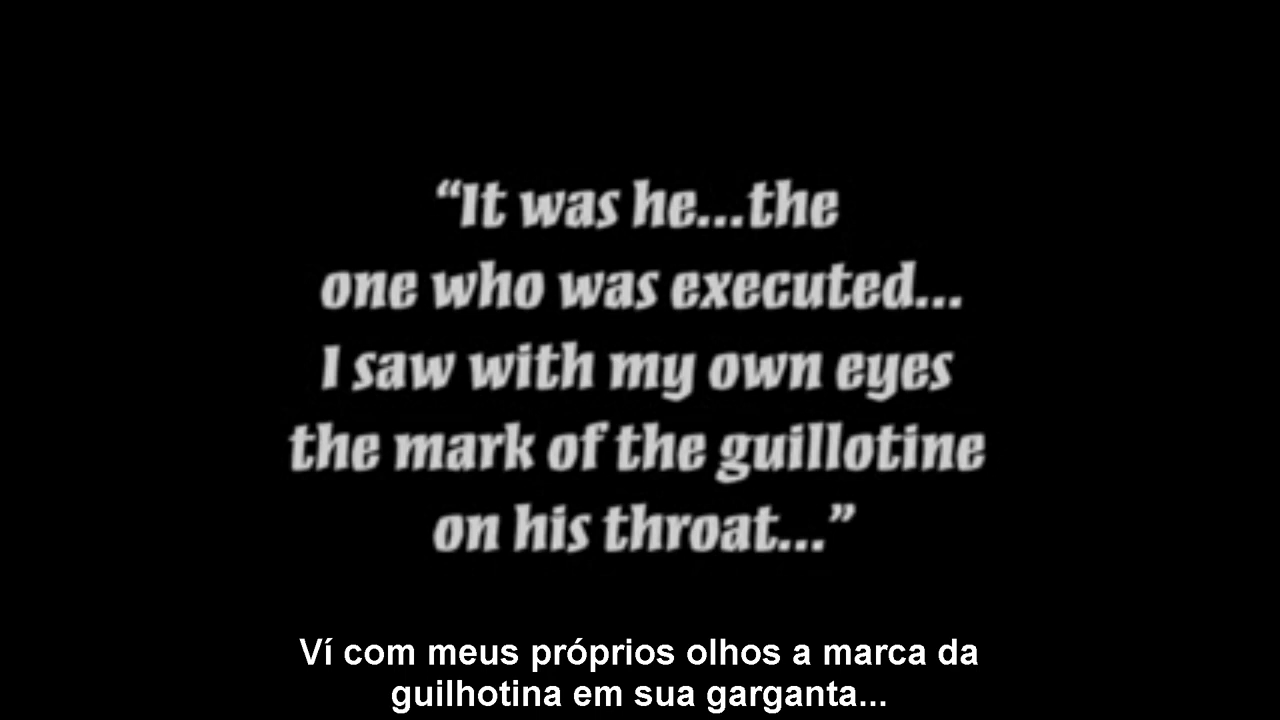 “It was he...the
one who was executed...
I saw with my own eyes
the mark of the guillotine
on his throat...”
Ví com meus próprios olhos a marca da
guilhotina em sua garganta...